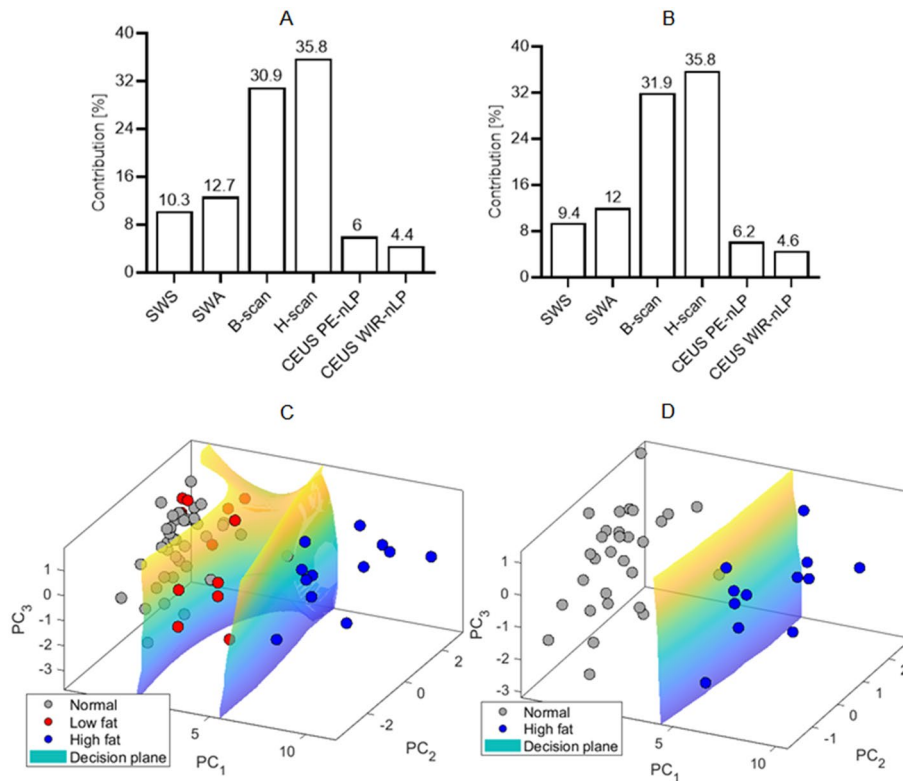 A
Contribution [%]
40
32
24
16
8
0
10.3
12.7
30.9
35.8
6
4.4
SWS
SWA
B-scan
H-scan
CEUS PE-nLP
CEUS WIR-nLP
B
Contribution [%]
40
32
24
16
8
0
9.4
12
31.9
35.8
6.2
4.6
SWS
SWA
B-scan
H-scan
CEUS PE-nLP
CEUS WIR-nLP
C
PC3
1
0
-1
-2
-3
5
10
PC1
-2
0
2
PC2
Normal
Low fat
High fat
Decision plane
D
PC3
1
0
-1
-2
-3
5
10
PC1
-1
0
1
2
PC2
Normal
High fat
Decision plane